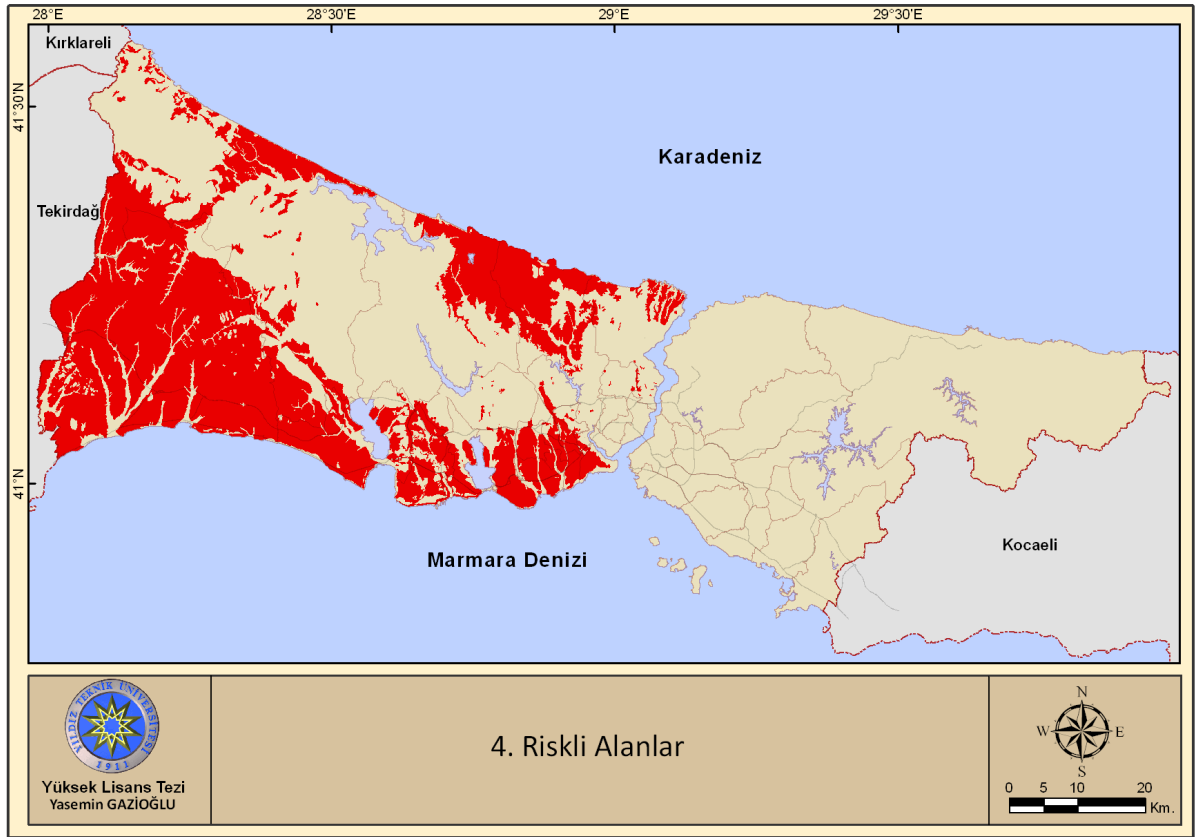 28°E
28°30'E
29°E
29°30'E
Kırklareli
41°30'N
Karadeniz
Tekirdağ
41°N
Marmara Denizi
Kocaeli
YILDIZ TEKNİK ÜNİVERSİTESİ
1911
Yüksek Lisans Tezi
Yasemin GAZİOĞLU
4. Riskli Alanlar
N
W E
S
0 5 10 20
Km.